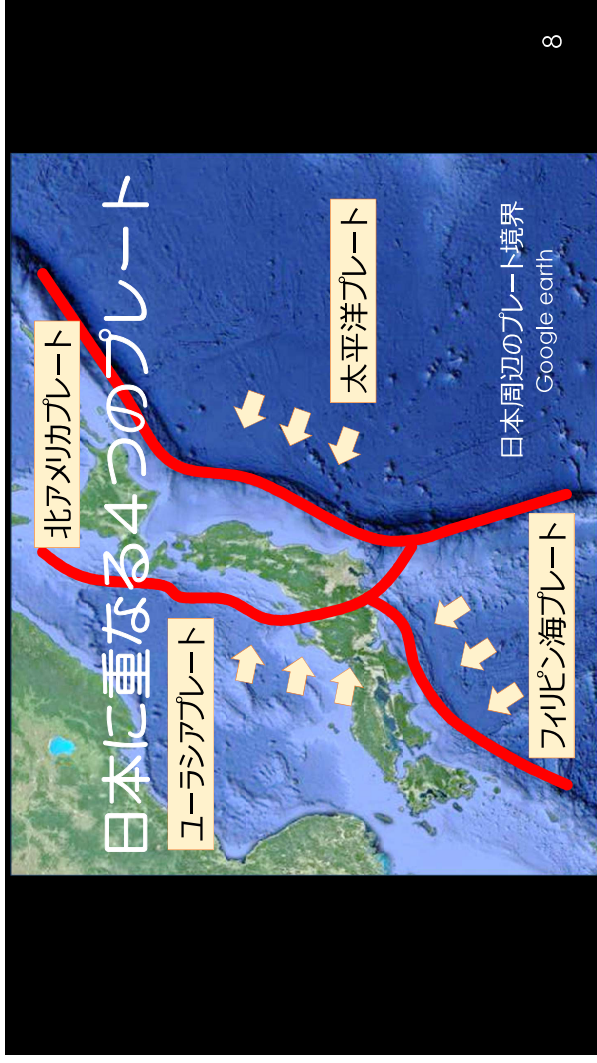 日本に重なる4つのプレート
北アメリカプレート
ユーラシアプレート
太平洋プレート
フィリピン海プレート
日本周辺のプレート境界
Google earth
8